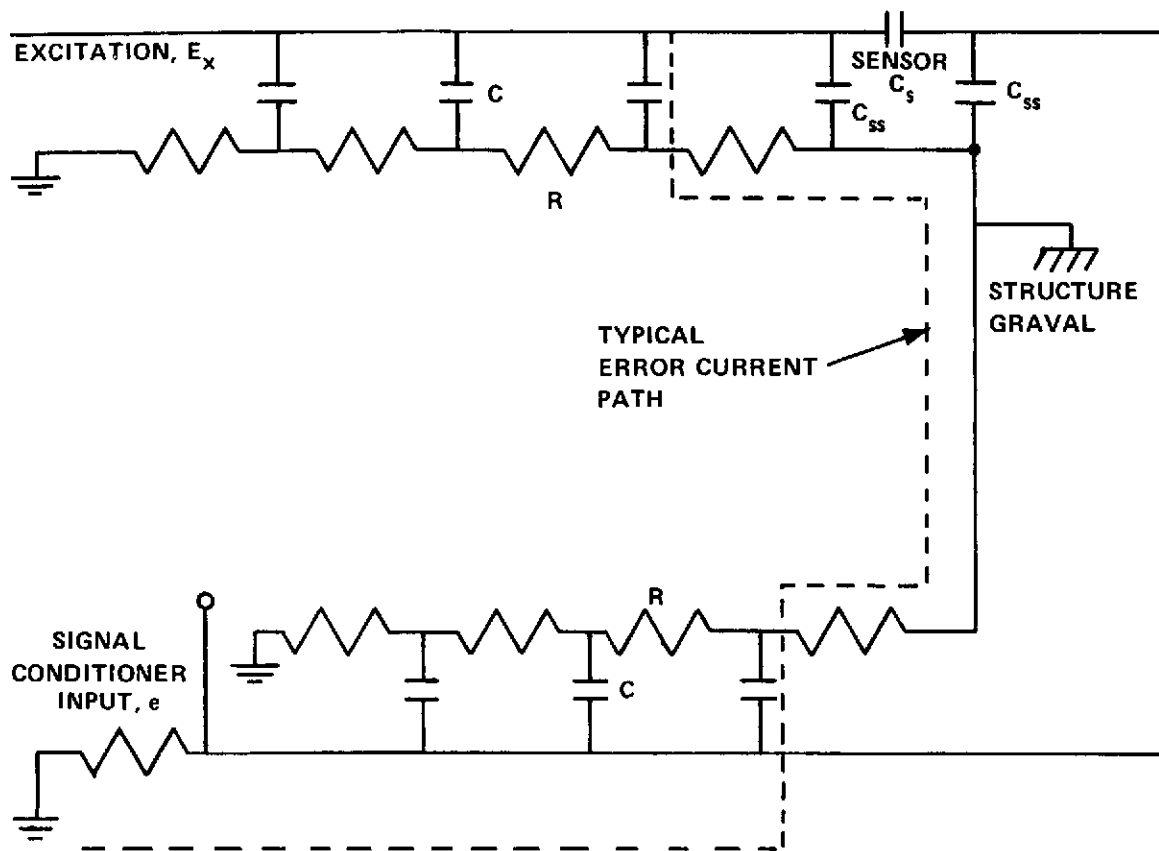 EXCITATION, Ex
C
SENSOR
Cs
Css
Css
R
STRUCTURE
GRAVAL
TYPICAL
ERROR CURRENT
PATH
R
SIGNAL
CONDITIONER
INPUT, e
C